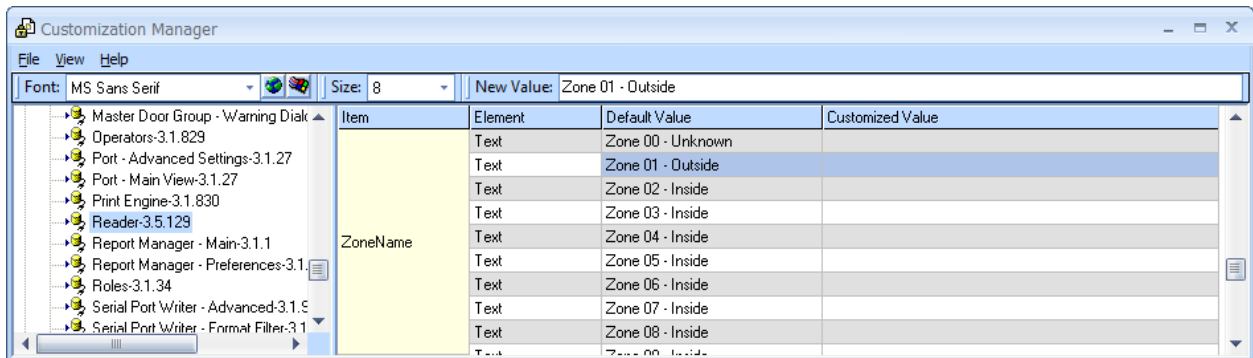 Customization Manager
File View Help
Font: MS Sans Serif Size: 8 New Value: Zone 01 - Outside
Master Door Group - Warning Dialo
Operators-3.1.829
Port - Advanced Settings-3.1.27
Port - Main View-3.1.27
Print Engine-3.1.830
Reader-3.5.129
Report Manager - Main-3.1.1
Report Manager - Preferences-3.1.
Roles-3.1.34
Serial Port Writer - Advanced-3.1.9
Serial Port Writer - Format Filter-3.1
Item Element Default Value Customized Value
ZoneName
Text Zone 00 - Unknown
Text Zone 01 - Outside
Text Zone 02 - Inside
Text Zone 03 - Inside
Text Zone 04 - Inside
Text Zone 05 - Inside
Text Zone 06 - Inside
Text Zone 07 - Inside
Text Zone 08 - Inside